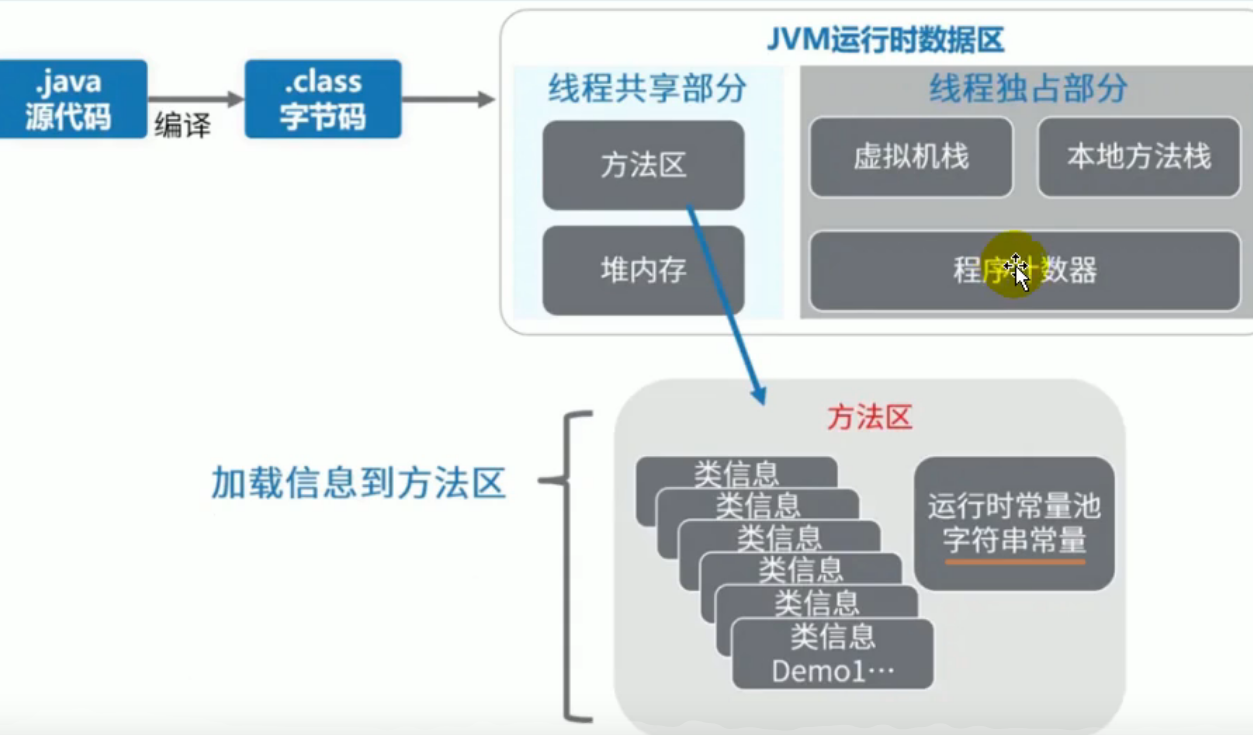 JVM运行时数据区
.java
源代码
编译
.class
字节码
线程共享部分
方法区
堆内存
线程独占部分
虚拟机栈
本地方法栈
程序计数器
加载信息到方法区
方法区
类信息
类信息
类信息
类信息
类信息
类信息
Demo1…
运行时常量池
字符串常量